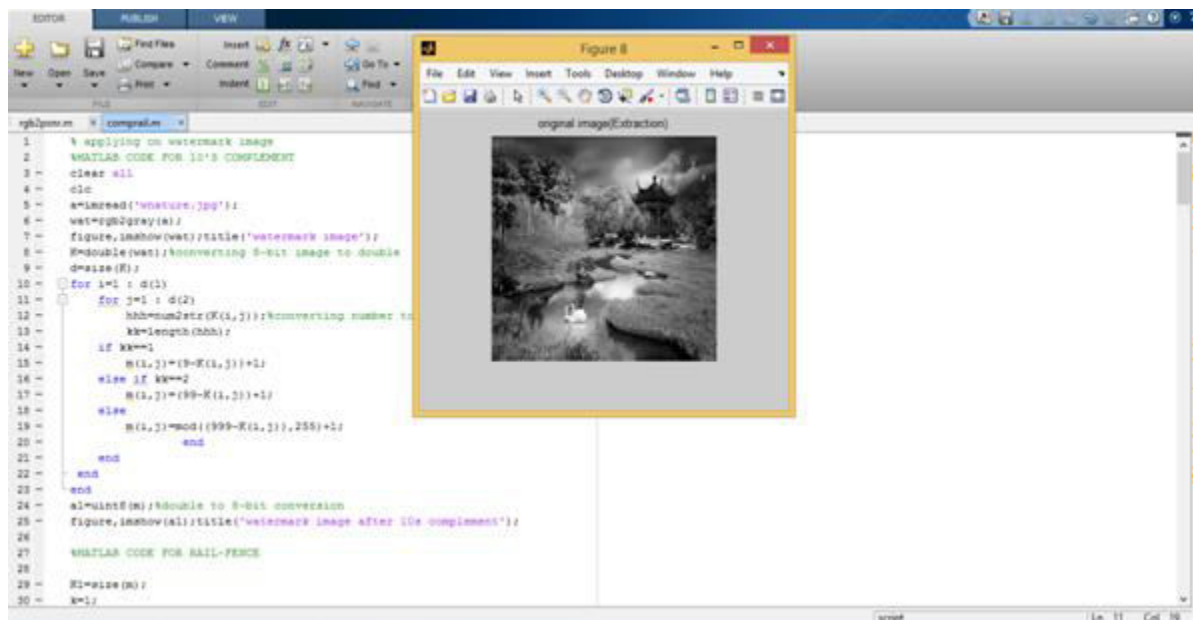 EDITOR PUBLISH VIEW
New Open Save
Find Files
Compare
Print
Insert fx
Comment
Indent
Go To
Find
FILE EDIT NAVIGATE
rgb2psnr.m × comprail.m ×
1 % applying on watermark image
2 %MATLAB CODE FOR 10'S COMPLEMENT
3 clear all
4 clc
5 a=imread('wnature.jpg');
6 wat=rgb2gray(a);
7 figure,imshow(wat);title('watermark image');
8 K=double(wat);%converting 8-bit image to double
9 d=size(K);
10 for i=1 : d(1)
11 for j=1 : d(2)
12 hhh=num2str(K(i,j));%converting number to
13 kk=length(hhh);
14 if kk==1
15 m(i,j)=(9-K(i,j))+1;
16 else if kk==2
17 m(i,j)=(99-K(i,j))+1;
18 else
19 m(i,j)=mod((999-K(i,j)),255)+1;
20 end
21 end
22 end
23 end
24 a1=uint8(m);%double to 8-bit conversion
25 figure,imshow(a1);title('watermark image after 10s complement');
26
27 %MATLAB CODE FOR RAIL-FENCE
28
29 K1=size(m);
30 k=1;
Figure 8
File Edit View Insert Tools Desktop Window Help
original image(Extraction)
script Ln 11 Col 19